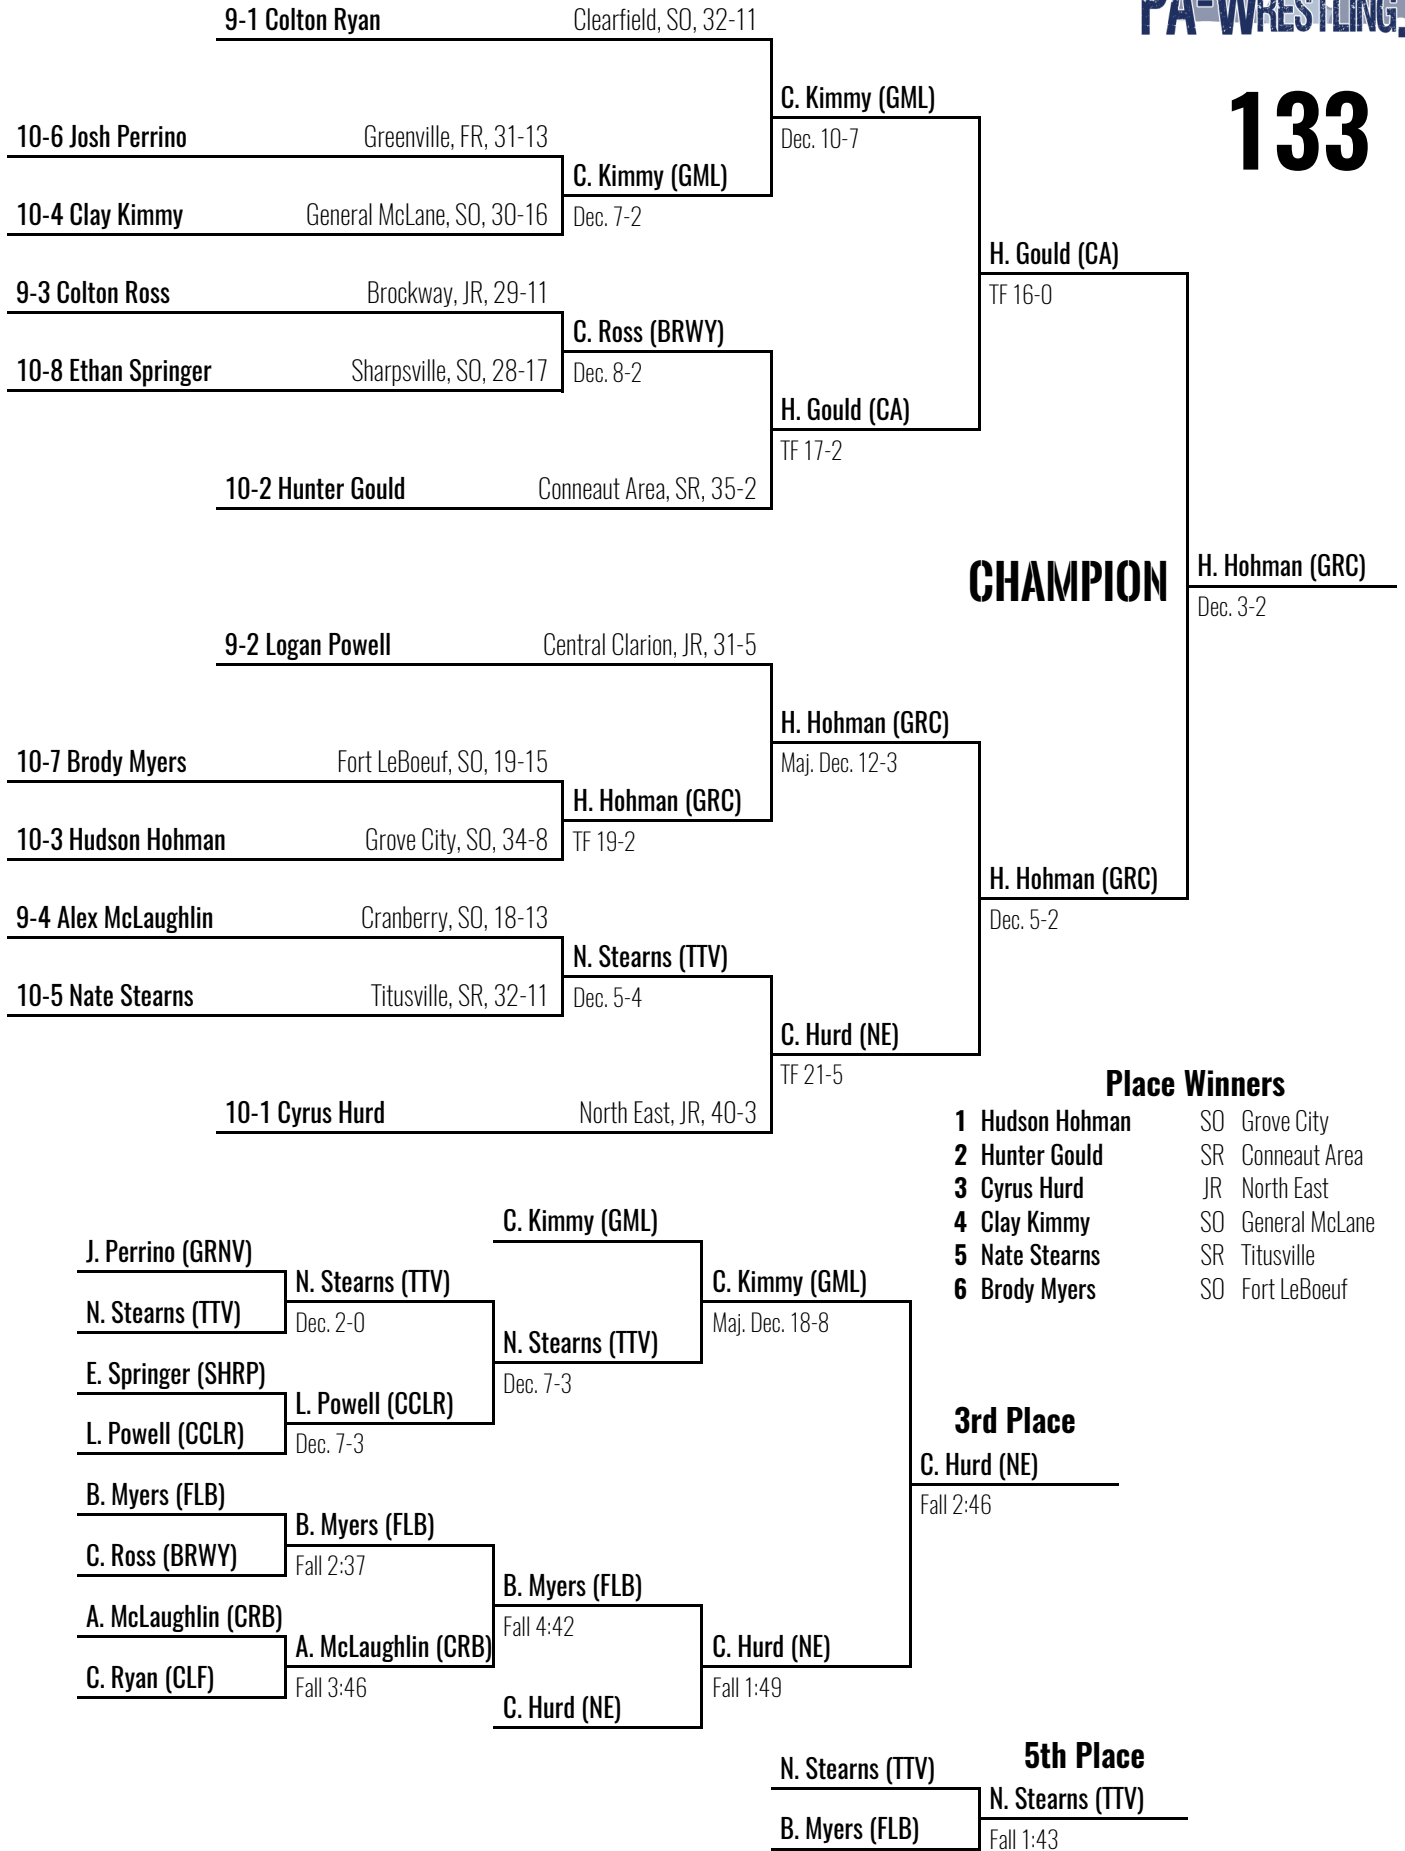 9-1 Colton Ryan Clearfield, SO, 32-11
PA-WRESTLING.
133
C. Kimmy (GML)
Dec. 10-7
10-6 Josh Perrino Greenville, FR, 31-13
C. Kimmy (GML)
Dec. 7-2
10-4 Clay Kimmy General McLane, SO, 30-16
H. Gould (CA)
TF 16-0
9-3 Colton Ross Brockway, JR, 29-11
C. Ross (BRWY)
Dec. 8-2
10-8 Ethan Springer Sharpsville, SO, 28-17
H. Gould (CA)
TF 17-2
10-2 Hunter Gould Conneaut Area, SR, 35-2
CHAMPION
H. Hohman (GRC)
Dec. 3-2
9-2 Logan Powell Central Clarion, JR, 31-5
H. Hohman (GRC)
Maj. Dec. 12-3
10-7 Brody Myers Fort LeBoeuf, SO, 19-15
H. Hohman (GRC)
TF 19-2
10-3 Hudson Hohman Grove City, SO, 34-8
H. Hohman (GRC)
Dec. 5-2
9-4 Alex McLaughlin Cranberry, SO, 18-13
N. Stearns (TTV)
Dec. 5-4
10-5 Nate Stearns Titusville, SR, 32-11
C. Hurd (NE)
TF 21-5
10-1 Cyrus Hurd North East, JR, 40-3
Place Winners
1 Hudson Hohman SO Grove City
2 Hunter Gould SR Conneaut Area
3 Cyrus Hurd JR North East
4 Clay Kimmy SO General McLane
5 Nate Stearns SR Titusville
6 Brody Myers SO Fort LeBoeuf
C. Kimmy (GML)
J. Perrino (GRNV)
N. Stearns (TTV)
Dec. 2-0
N. Stearns (TTV)
C. Kimmy (GML)
Maj. Dec. 18-8
N. Stearns (TTV)
Dec. 7-3
E. Springer (SHRP)
L. Powell (CCLR)
Dec. 7-3
L. Powell (CCLR)
3rd Place
C. Hurd (NE)
Fall 2:46
B. Myers (FLB)
B. Myers (FLB)
Fall 2:37
C. Ross (BRWY)
B. Myers (FLB)
Fall 4:42
A. McLaughlin (CRB)
A. McLaughlin (CRB)
Fall 3:46
C. Ryan (CLF)
C. Hurd (NE)
Fall 1:49
C. Hurd (NE)
5th Place
N. Stearns (TTV)
N. Stearns (TTV)
Fall 1:43
B. Myers (FLB)